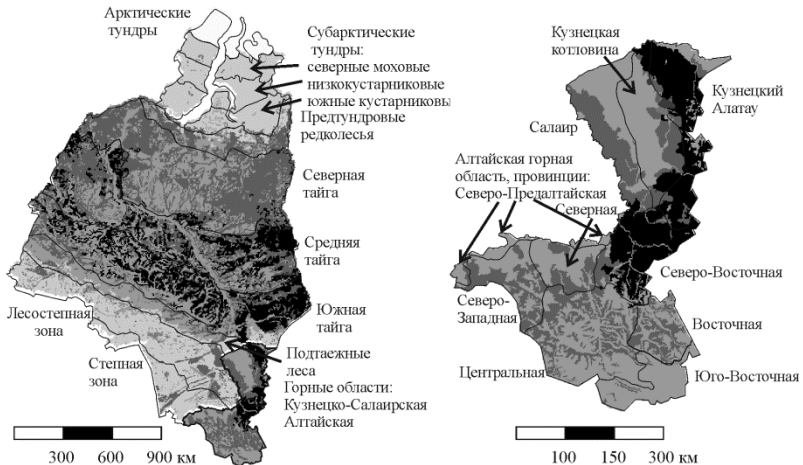 Арктические
тундры
Субарктические
тундры:
северные моховые
низкокустарниковые
южные кустарниковы
Предтундровые
редколесья
Северная
тайга
Средняя
тайга
Южная
тайга
Лесостепная
зона
Степная
зона
Подтаежные
леса
Горные области:
Кузнецко-Салаирская
Алтайская
300 600 900 км
Кузнецкая
котловина
Кузнецкий
Алатау
Салаир
Алтайская горная
область, провинции:
Северо-Предалтайская
Северная
Северо-Восточная
Северо-
Западная
Восточная
Центральная
Юго-Восточная
100 150 300 км